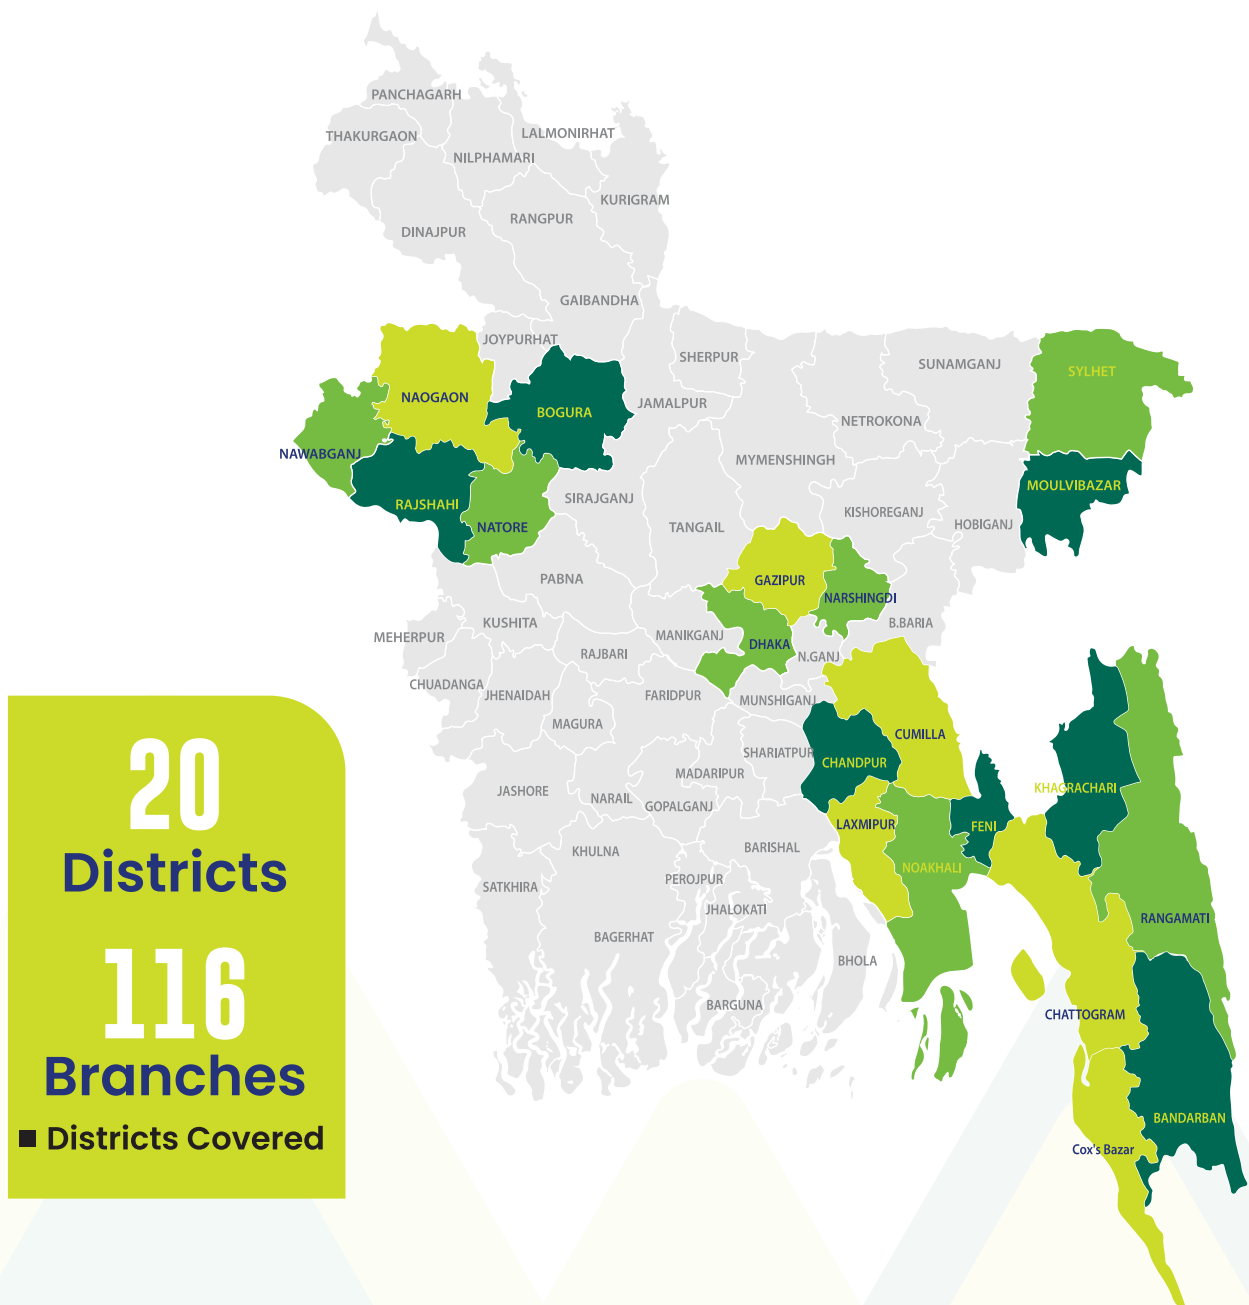 PANCHAGARH
THAKURGAON
LALMONIRHAT
NILPHAMARI
KURIGRAM
RANGPUR
DINAJPUR
GAIBANDHA
JOYPURHAT
SHERPUR
SUNAMGANJ
SYLHET
NAOGAON
BOGURA
JAMALPUR
NETROKONA
NAWABGANJ
MYMENSINGH
MOULVIBAZAR
RAJSHAHI
SIRAJGANJ
KISHOREGANJ
NATORE
TANGAIL
HOBIGANJ
PABNA
GAZIPUR
NARSHINGDI
KUSHITA
B.BARIA
MEHERPUR
MANIKGANJ
DHAKA
RAJBARI
N.GANJ
CHUADANGA
JHENAIDAH
FARIDPUR
MUNSHIGANJ
MAGURA
CUMILLA
SHARIATPUR
CHANDPUR
MADARIPUR
KHAGRACHARI
JASHORE
NARAIL
GOPALGANJ
LAXMIPUR
FENI
KHULNA
BARISHAL
NOAKHALI
SATKHIRA
PEROJPUR
JHALOKATI
RANGAMATI
BAGERHAT
BHOLA
BARGUNA
CHATTOGRAM
BANDARBAN
Cox's Bazar
20
Districts
116
Branches
Districts Covered